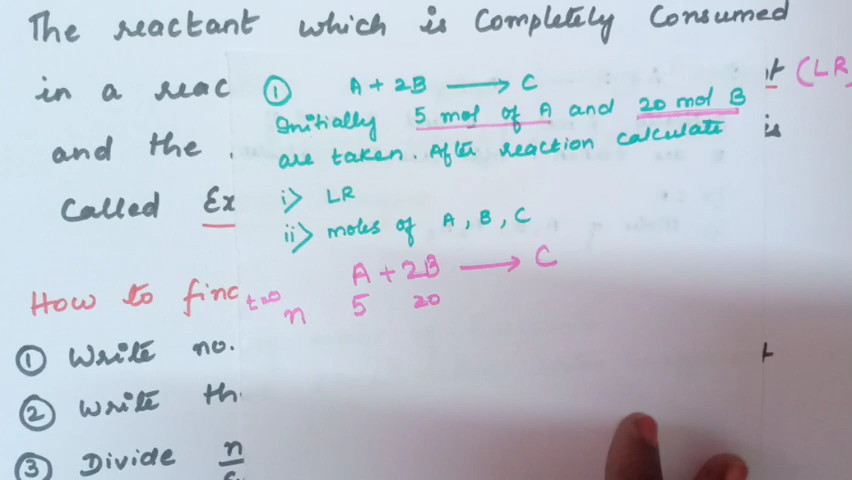 The reactant which is Completely Consumed
in a reac
(LR)
and the
is
Called Ex
① A + 2B → C
Initially 5 mol of A and 20 mol B
are taken. After reaction calculate
i> LR
ii> moles of A, B, C
A + 2B → C
t=0 n 5 20
How to find
① Write no.
② Write th
③ Divide n